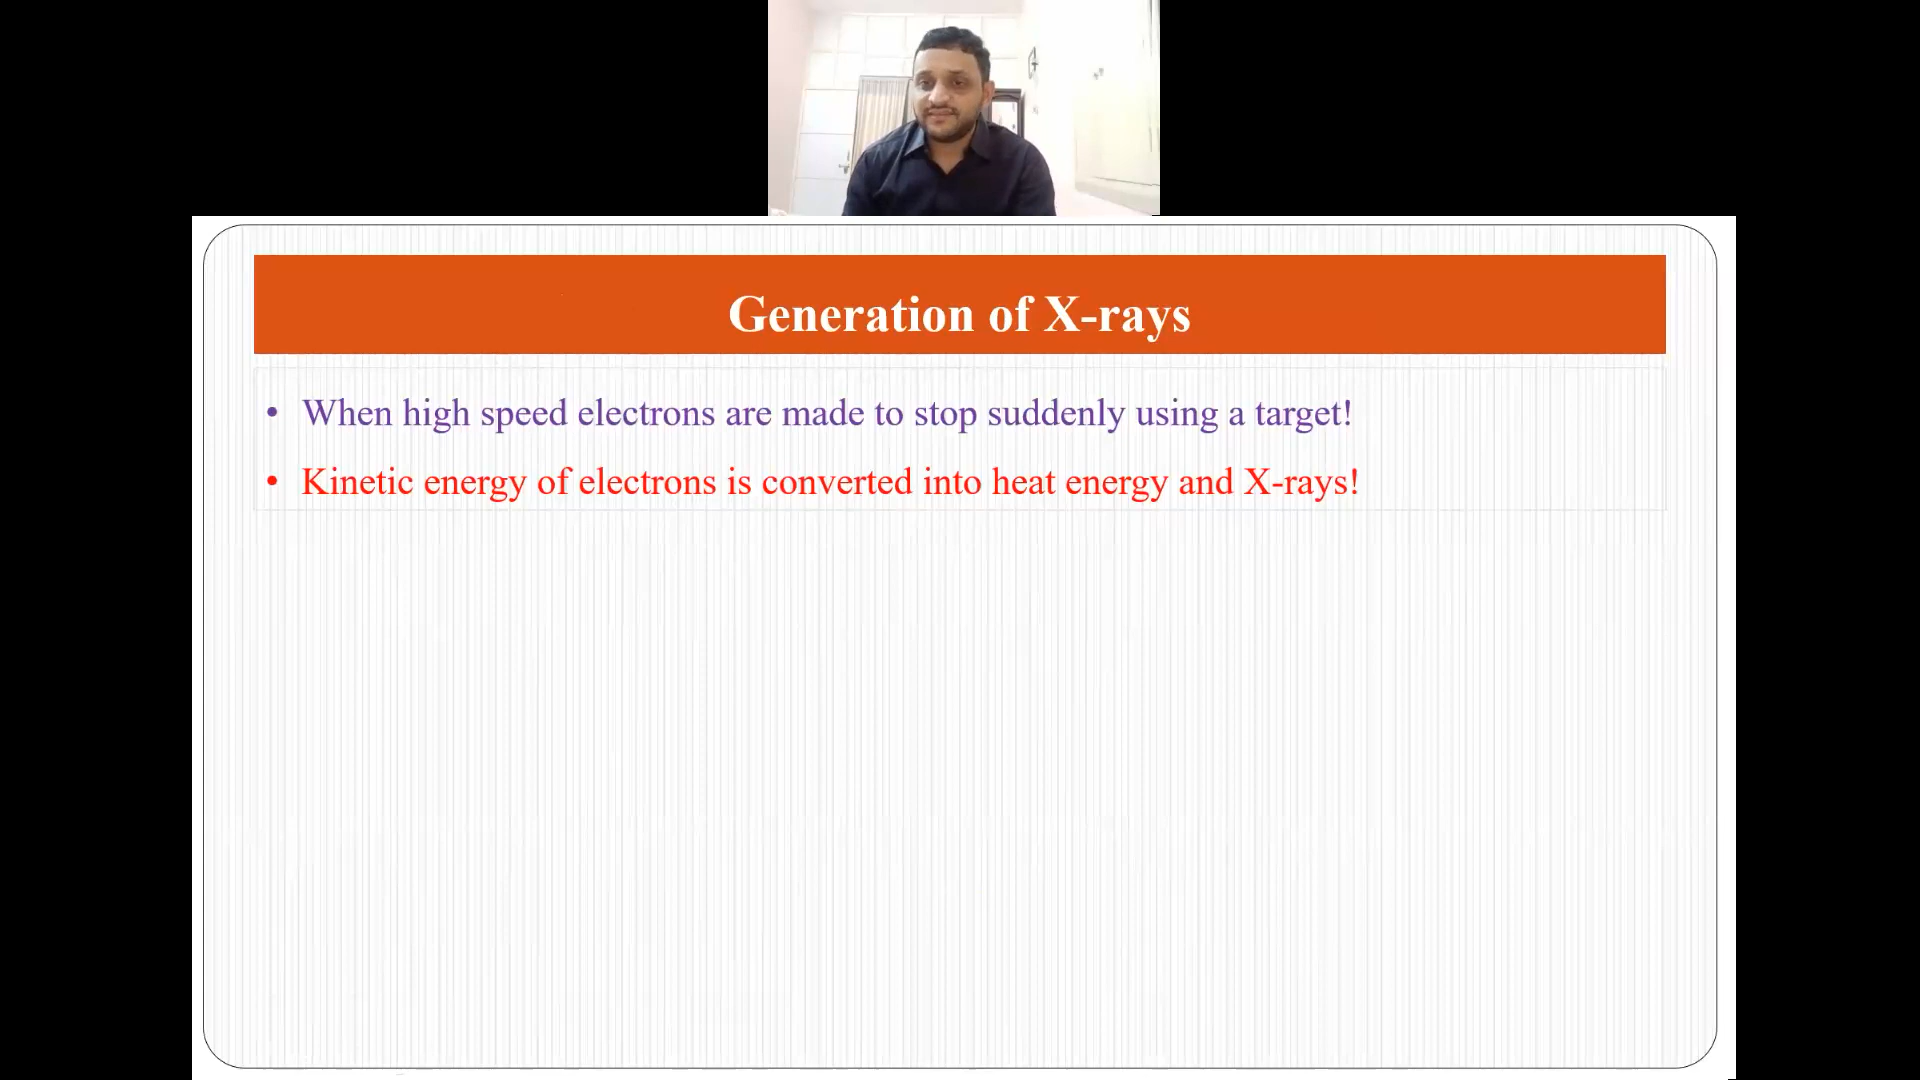 Generation of X-rays
• When high speed electrons are made to stop suddenly using a target!
• Kinetic energy of electrons is converted into heat energy and X-rays!